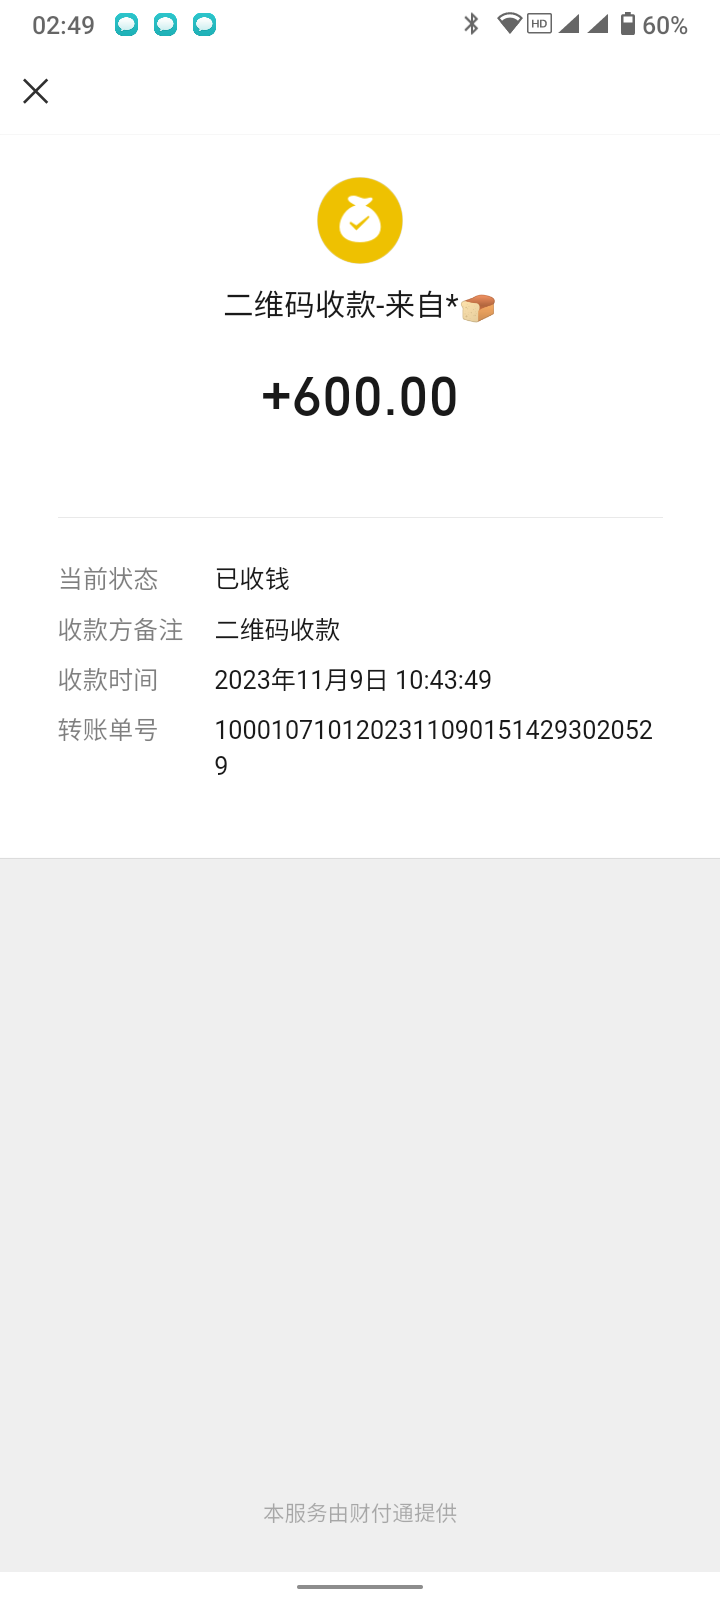 02:49 HD 60%
二维码收款-来自*🍞
+600.00
当前状态 已收钱
收款方备注 二维码收款
收款时间 2023年11月9日 10:43:49
转账单号 100010710120231109015142930 2052
9
本服务由财付通提供